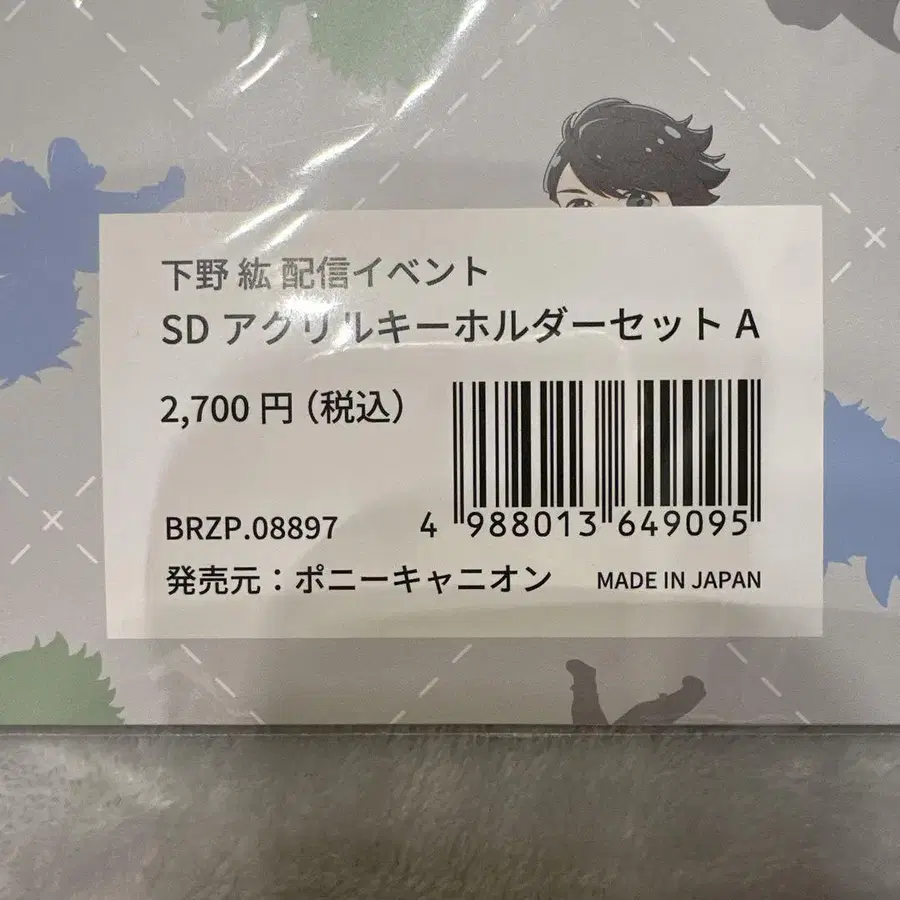 下野 紘 配信イベント
SD アクリルキーホルダーセット A
2,700 円（税込）
BRZP.08897
4 988013 649095
発売元：ポニーキャニオン MADE IN JAPAN